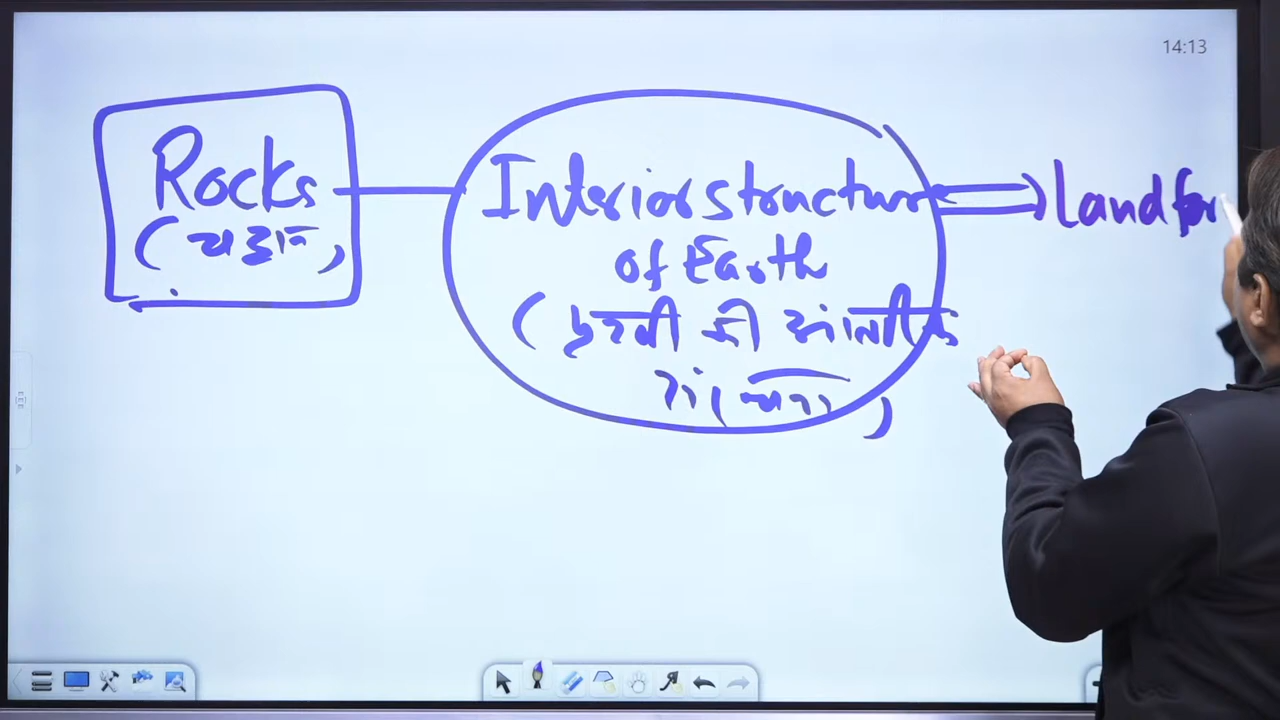 14:13
Rocks
(चट्टान)
Interior structure
of Earth
(पृथ्वी की आंतरिक
संरचना)
Landfor